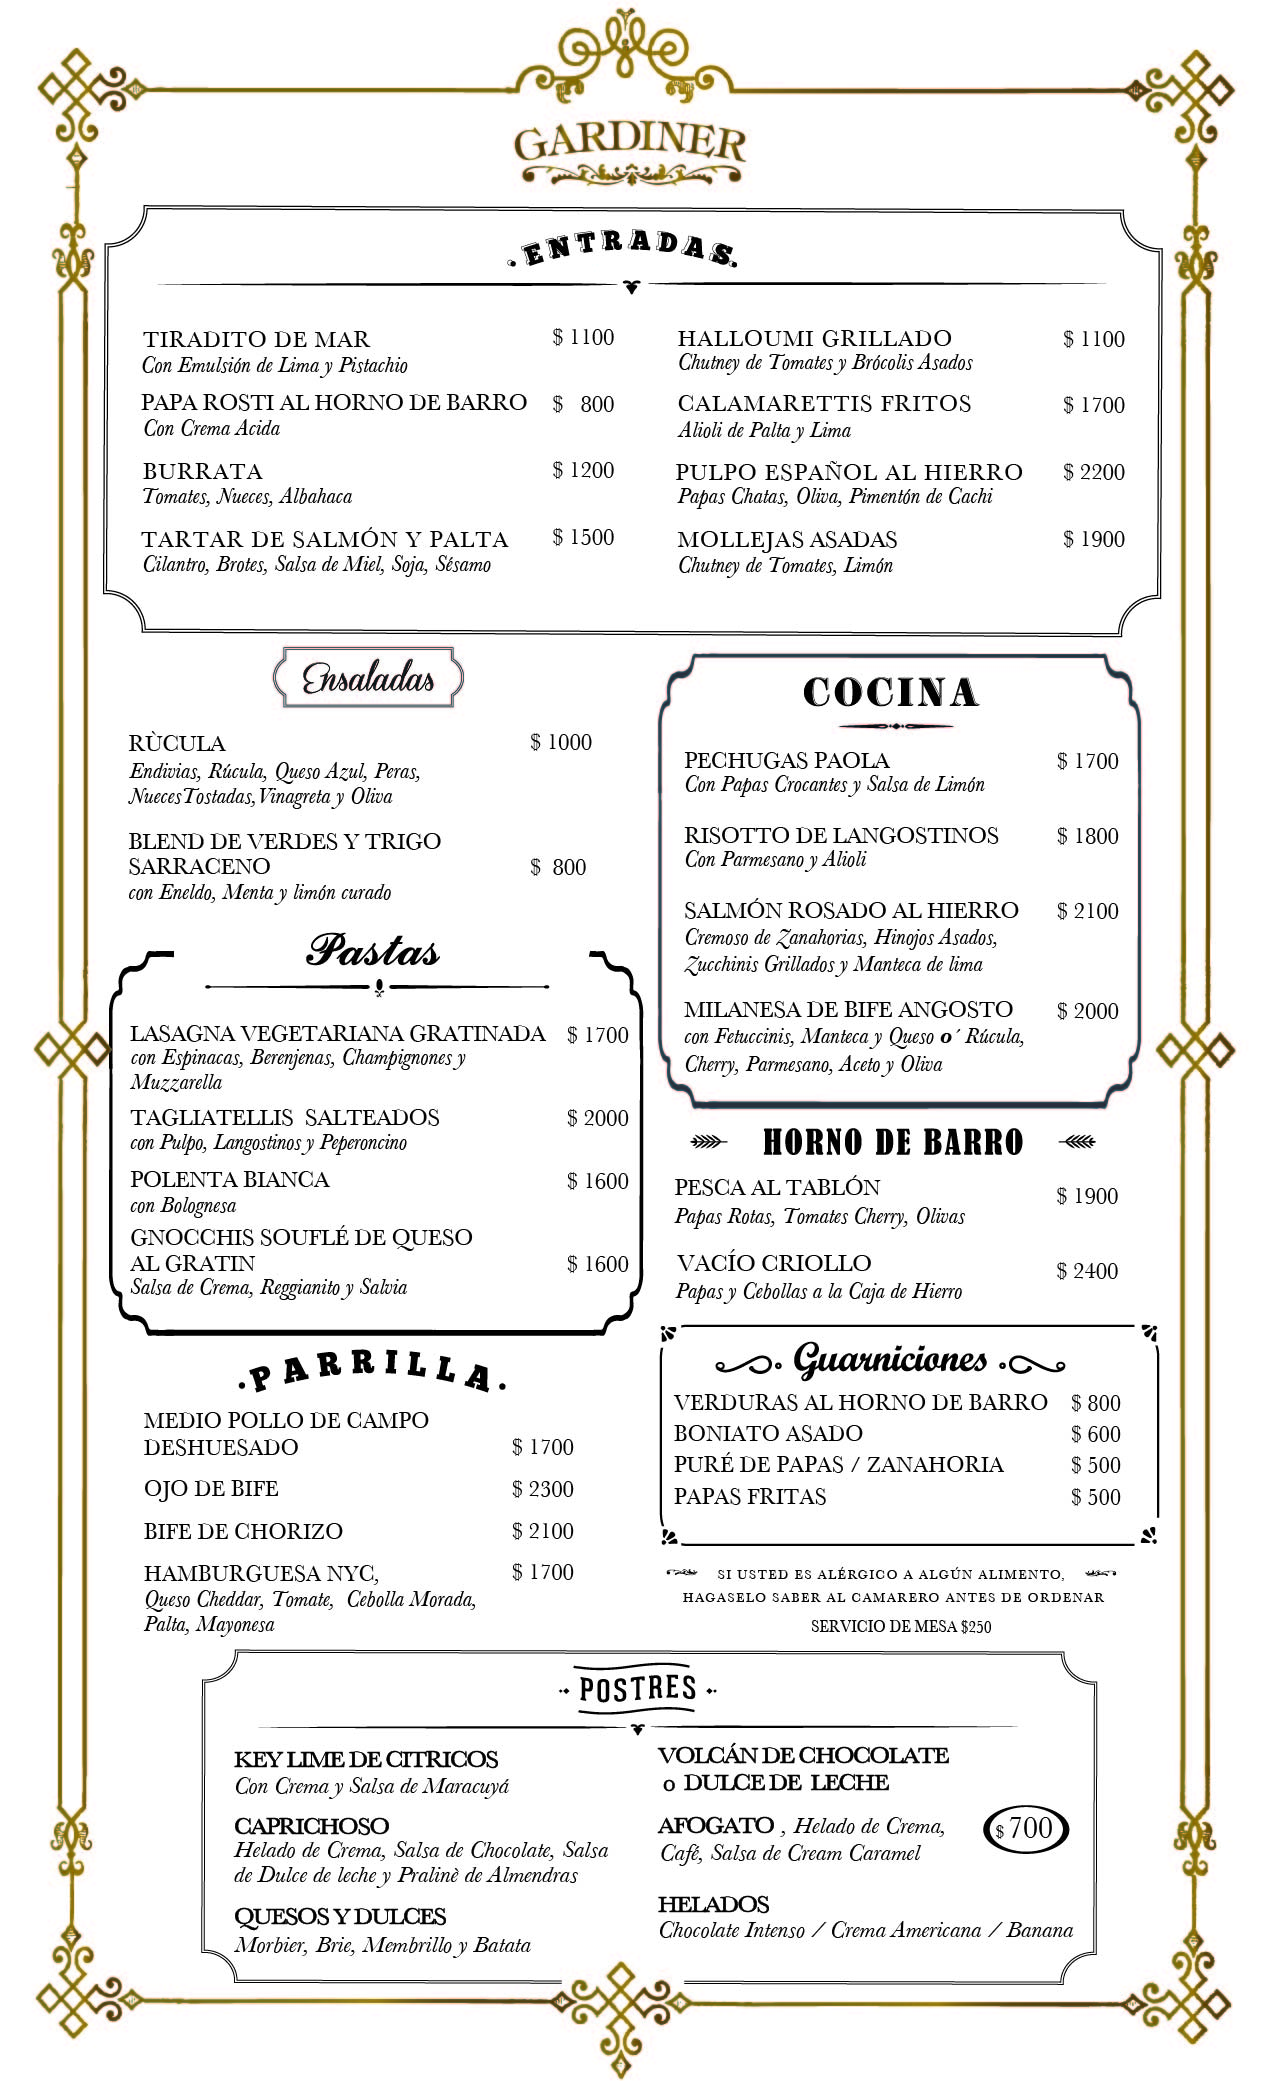 GARDINER
. ENTRADAS.
TIRADITO DE MAR $ 1100
Con Emulsión de Lima y Pistachio
PAPA ROSTI AL HORNO DE BARRO $ 800
Con Crema Acida
BURRATA $ 1200
Tomates, Nueces, Albahaca
TARTAR DE SALMÓN Y PALTA $ 1500
Cilantro, Brotes, Salsa de Miel, Soja, Sésamo
HALLOUMI GRILLADO $ 1100
Chutney de Tomates y Brócolis Asados
CALAMARETTIS FRITOS $ 1700
Alioli de Palta y Lima
PULPO ESPAÑOL AL HIERRO $ 2200
Papas Chatas, Oliva, Pimentón de Cachi
MOLLEJAS ASADAS $ 1900
Chutney de Tomates, Limón
Ensaladas
RÙCULA $ 1000
Endivias, Rúcula, Queso Azul, Peras,
NuecesTostadas,Vinagreta y Oliva
BLEND DE VERDES Y TRIGO
SARRACENO $ 800
con Eneldo, Menta y limón curado
Pastas
LASAGNA VEGETARIANA GRATINADA $ 1700
con Espinacas, Berenjenas, Champignones y
Muzzarella
TAGLIATELLIS SALTEADOS $ 2000
con Pulpo, Langostinos y Peperoncino
POLENTA BIANCA $ 1600
con Bolognesa
GNOCCHIS SOUFLÉ DE QUESO
AL GRATIN $ 1600
Salsa de Crema, Reggianito y Salvia
.PARRILLA.
MEDIO POLLO DE CAMPO
DESHUESADO $ 1700
OJO DE BIFE $ 2300
BIFE DE CHORIZO $ 2100
HAMBURGUESA NYC, $ 1700
Queso Cheddar, Tomate, Cebolla Morada,
Palta, Mayonesa
COCINA
PECHUGAS PAOLA $ 1700
Con Papas Crocantes y Salsa de Limón
RISOTTO DE LANGOSTINOS $ 1800
Con Parmesano y Alioli
SALMÓN ROSADO AL HIERRO $ 2100
Cremoso de Zanahorias, Hinojos Asados,
Zucchinis Grillados y Manteca de lima
MILANESA DE BIFE ANGOSTO $ 2000
con Fetuccinis, Manteca y Queso o´ Rúcula,
Cherry, Parmesano, Aceto y Oliva
HORNO DE BARRO
PESCA AL TABLÓN $ 1900
Papas Rotas, Tomates Cherry, Olivas
VACÍO CRIOLLO $ 2400
Papas y Cebollas a la Caja de Hierro
Guarniciones
VERDURAS AL HORNO DE BARRO $ 800
BONIATO ASADO $ 600
PURÉ DE PAPAS / ZANAHORIA $ 500
PAPAS FRITAS $ 500
SI USTED ES ALÉRGICO A ALGÚN ALIMENTO,
HAGASELO SABER AL CAMARERO ANTES DE ORDENAR
SERVICIO DE MESA $250
POSTRES
KEY LIME DE CITRICOS
Con Crema y Salsa de Maracuyá
CAPRICHOSO
Helado de Crema, Salsa de Chocolate, Salsa
de Dulce de leche y Pralinè de Almendras
QUESOS Y DULCES
Morbier, Brie, Membrillo y Batata
VOLCÁN DE CHOCOLATE
o DULCE DE LECHE
AFOGATO , Helado de Crema,
Café, Salsa de Cream Caramel
$ 700
HELADOS
Chocolate Intenso / Crema Americana / Banana